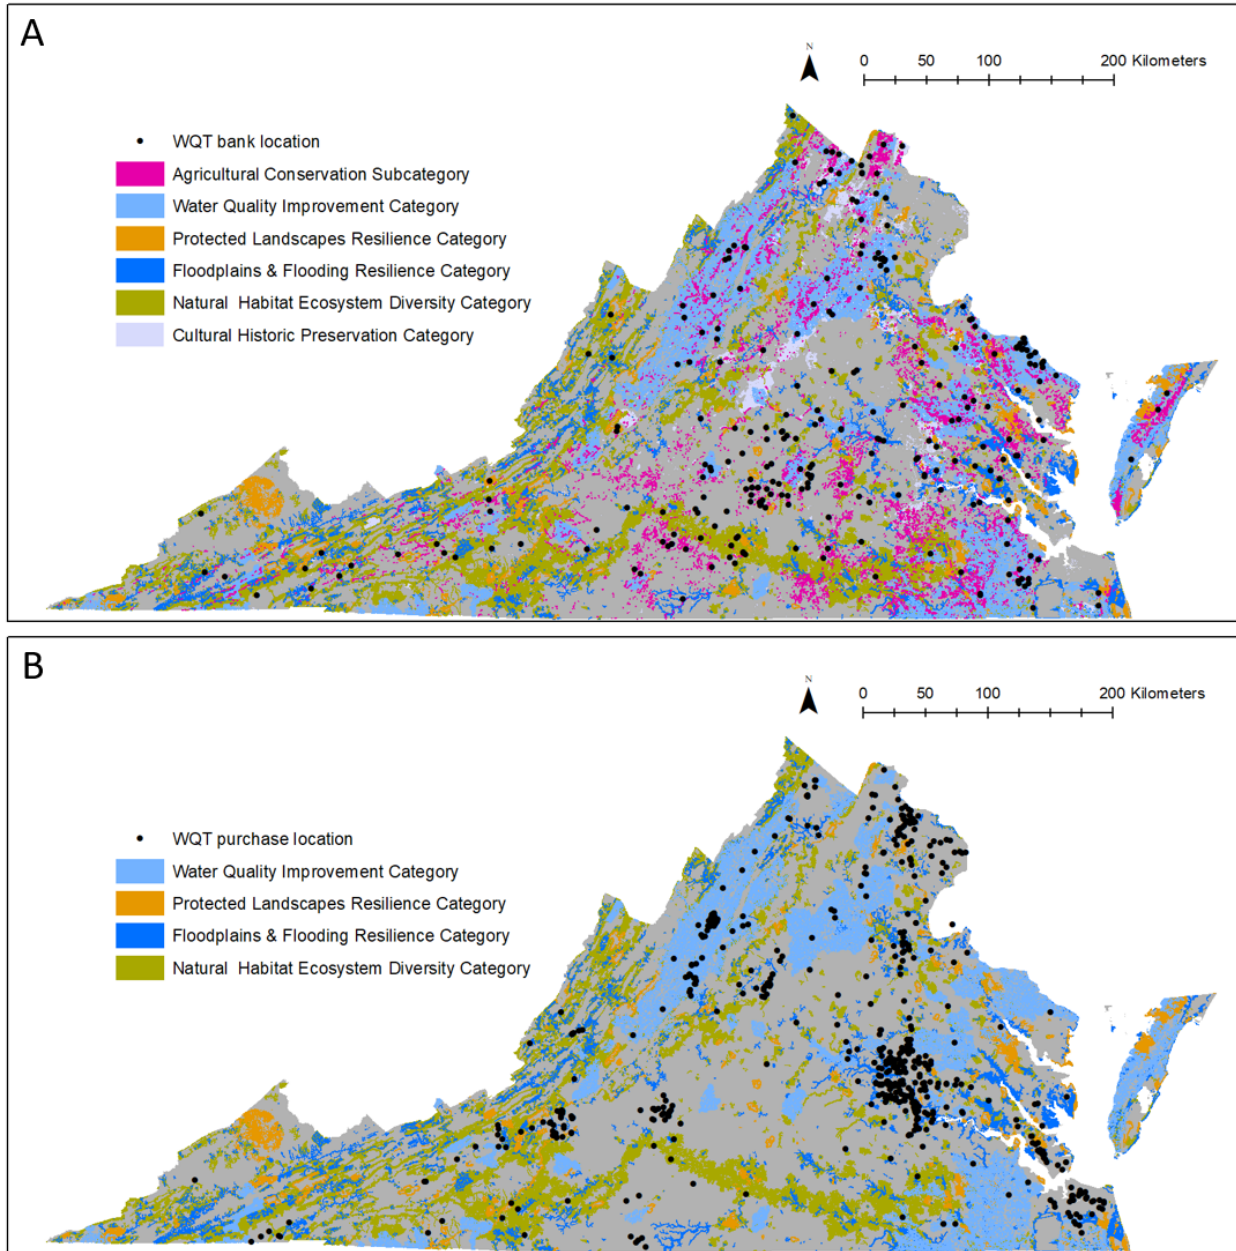 A
N
0 50 100 200 Kilometers
WQT bank location
Agricultural Conservation Subcategory
Water Quality Improvement Category
Protected Landscapes Resilience Category
Floodplains & Flooding Resilience Category
Natural Habitat Ecosystem Diversity Category
Cultural Historic Preservation Category
B
N
0 50 100 200 Kilometers
WQT purchase location
Water Quality Improvement Category
Protected Landscapes Resilience Category
Floodplains & Flooding Resilience Category
Natural Habitat Ecosystem Diversity Category